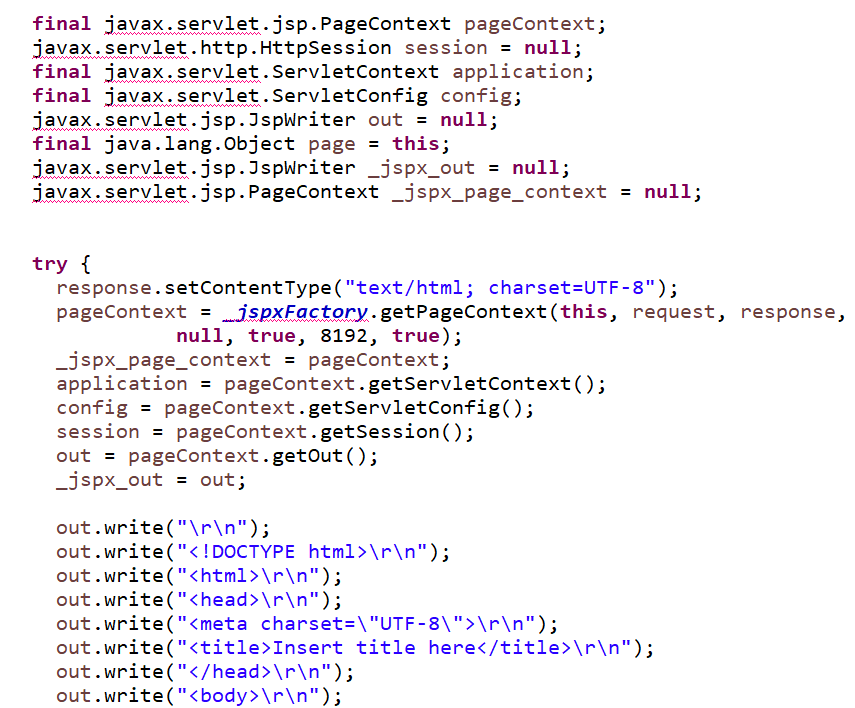 final javax.servlet.jsp.PageContext pageContext;
javax.servlet.http.HttpSession session = null;
final javax.servlet.ServletContext application;
final javax.servlet.ServletConfig config;
javax.servlet.jsp.JspWriter out = null;
final java.lang.Object page = this;
javax.servlet.jsp.JspWriter _jspx_out = null;
javax.servlet.jsp.PageContext _jspx_page_context = null;
try {
response.setContentType("text/html; charset=UTF-8");
pageContext = _jspxFactory.getPageContext(this, request, response,
null, true, 8192, true);
_jspx_page_context = pageContext;
application = pageContext.getServletContext();
config = pageContext.getServletConfig();
session = pageContext.getSession();
out = pageContext.getOut();
_jspx_out = out;
out.write("\r\n");
out.write("<!DOCTYPE html>\r\n");
out.write("<html>\r\n");
out.write("<head>\r\n");
out.write("<meta charset=\"UTF-8\">\r\n");
out.write("<title>Insert title here</title>\r\n");
out.write("</head>\r\n");
out.write("<body>\r\n");